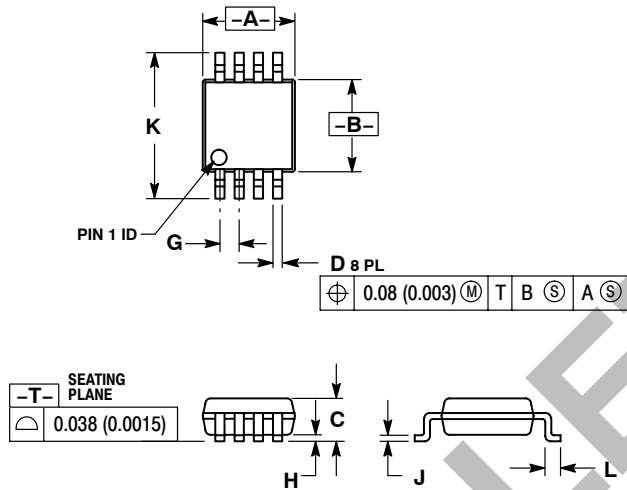 –A–
K
–B–
PIN 1 ID
G
D 8 PL
⌖ 0.08 (0.003) Ⓜ T B Ⓢ A Ⓢ
–T– SEATING
PLANE
⌓ 0.038 (0.0015)
C
H
J
L